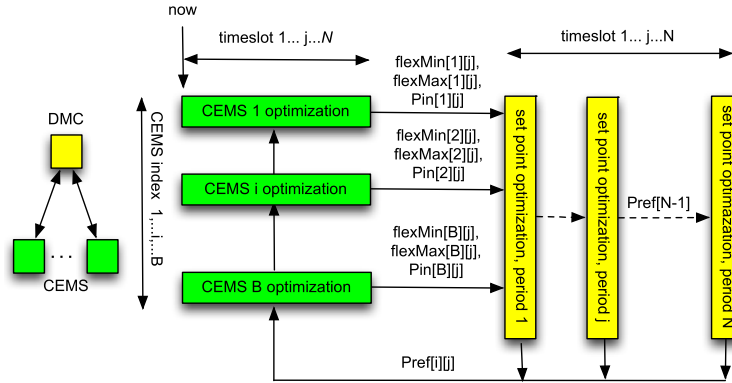 now
timeslot 1... j...N
timeslot 1... j...N
flexMin[1][j],
flexMax[1][j],
Pin[1][j]
CEMS 1 optimization
DMC
CEMS index 1,...i,...B
flexMin[2][j],
flexMax[2][j],
Pin[2][j]
CEMS i optimization
set point optimization, period 1
set point optimization, period j
set point optimazation, period N
Pref[N-1]
flexMin[B][j],
flexMax[B][j],
Pin[B][j]
CEMS B optimization
...
CEMS
Pref[i][j]